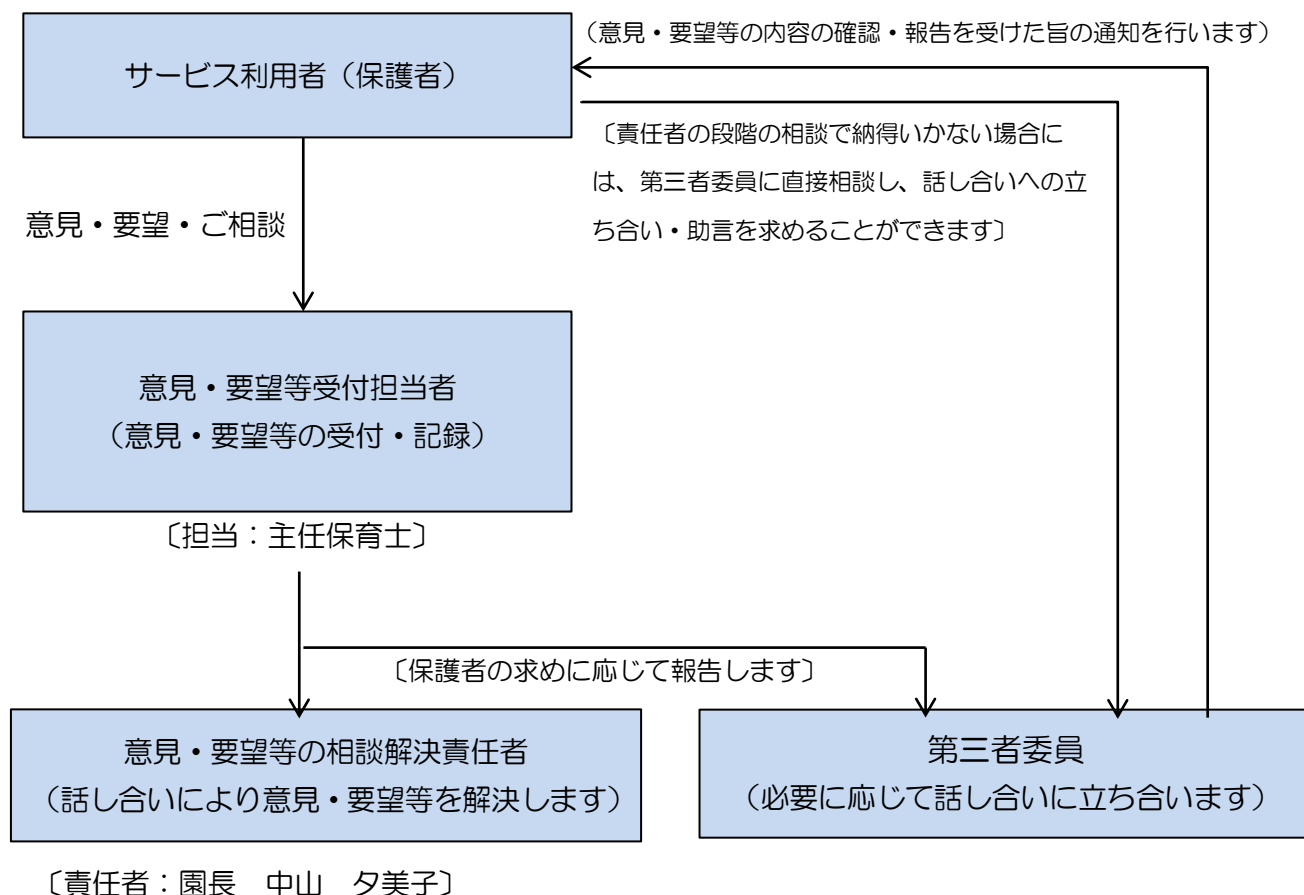 （意見・要望等の内容の確認・報告を受けた旨の通知を行います）
サービス利用者（保護者）
〔責任者の段階の相談で納得いかない場合に
は、第三者委員に直接相談し、話し合いへの立
ち合い・助言を求めることができます〕
意見・要望・ご相談
意見・要望等受付担当者
（意見・要望等の受付・記録）
〔担当：主任保育士〕
〔保護者の求めに応じて報告します〕
意見・要望等の相談解決責任者
（話し合いにより意見・要望等を解決します）
第三者委員
（必要に応じて話し合いに立ち合います）
〔責任者：園長　中山　夕美子〕